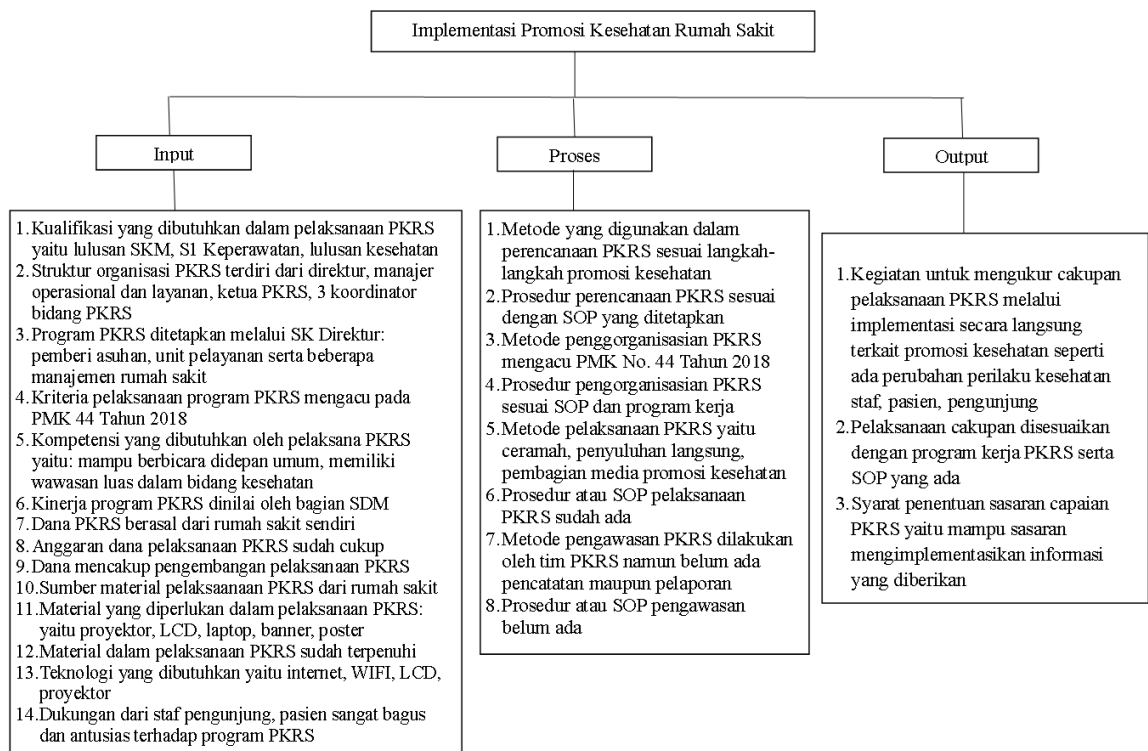 Implementasi Promosi Kesehatan Rumah Sakit
Input
1.Kualifikasi yang dibutuhkan dalam pelaksanaan PKRS
yaitu lulusan SKM, S1 Keperawatan, lulusan kesehatan
2.Struktur organisasi PKRS terdiri dari direktur, manajer
operasional dan layanan, ketua PKRS, 3 koordinator
bidang PKRS
3.Program PKRS ditetapkan melalui SK Direktur:
pemberi asuhan, unit pelayanan serta beberapa
manajemen rumah sakit
4.Kriteria pelaksanaan program PKRS mengacu pada
PMK 44 Tahun 2018
5.Kompetensi yang dibutuhkan oleh pelaksana PKRS
yaitu: mampu berbicara didepan umum, memiliki
wawasan luas dalam bidang kesehatan
6.Kinerja program PKRS dinilai oleh bagian SDM
7.Dana PKRS berasal dari rumah sakit sendiri
8.Anggaran dana pelaksanaan PKRS sudah cukup
9.Dana mencakup pengembangan pelaksanaan PKRS
10.Sumber material pelaksaanaan PKRS dari rumah sakit
11.Material yang diperlukan dalam pelaksanaan PKRS:
yaitu proyektor, LCD, laptop, banner, poster
12.Material dalam pelaksanaan PKRS sudah terpenuhi
13.Teknologi yang dibutuhkan yaitu internet, WIFI, LCD,
proyektor
14.Dukungan dari staf pengunjung, pasien sangat bagus
dan antusias terhadap program PKRS
Proses
1.Metode yang digunakan dalam
perencanaan PKRS sesuai langkah-
langkah promosi kesehatan
2.Prosedur perencanaan PKRS sesuai
dengan SOP yang ditetapkan
3.Metode penggorganisasian PKRS
mengacu PMK No. 44 Tahun 2018
4.Prosedur pengorganisasian PKRS
sesuai SOP dan program kerja
5.Metode pelaksanaan PKRS yaitu
ceramah, penyuluhan langsung,
pembagian media promosi kesehatan
6.Prosedur atau SOP pelaksanaan
PKRS sudah ada
7.Metode pengawasan PKRS dilakukan
oleh tim PKRS namun belum ada
pencatatan maupun pelaporan
8.Prosedur atau SOP pengawasan
belum ada
Output
1.Kegiatan untuk mengukur cakupan
pelaksanaan PKRS melalui
implementasi secara langsung
terkait promosi kesehatan seperti
ada perubahan perilaku kesehatan
staf, pasien, pengunjung
2.Pelaksanaan cakupan disesuaikan
dengan program kerja PKRS serta
SOP yang ada
3.Syarat penentuan sasaran capaian
PKRS yaitu mampu sasaran
mengimplementasikan informasi
yang diberikan